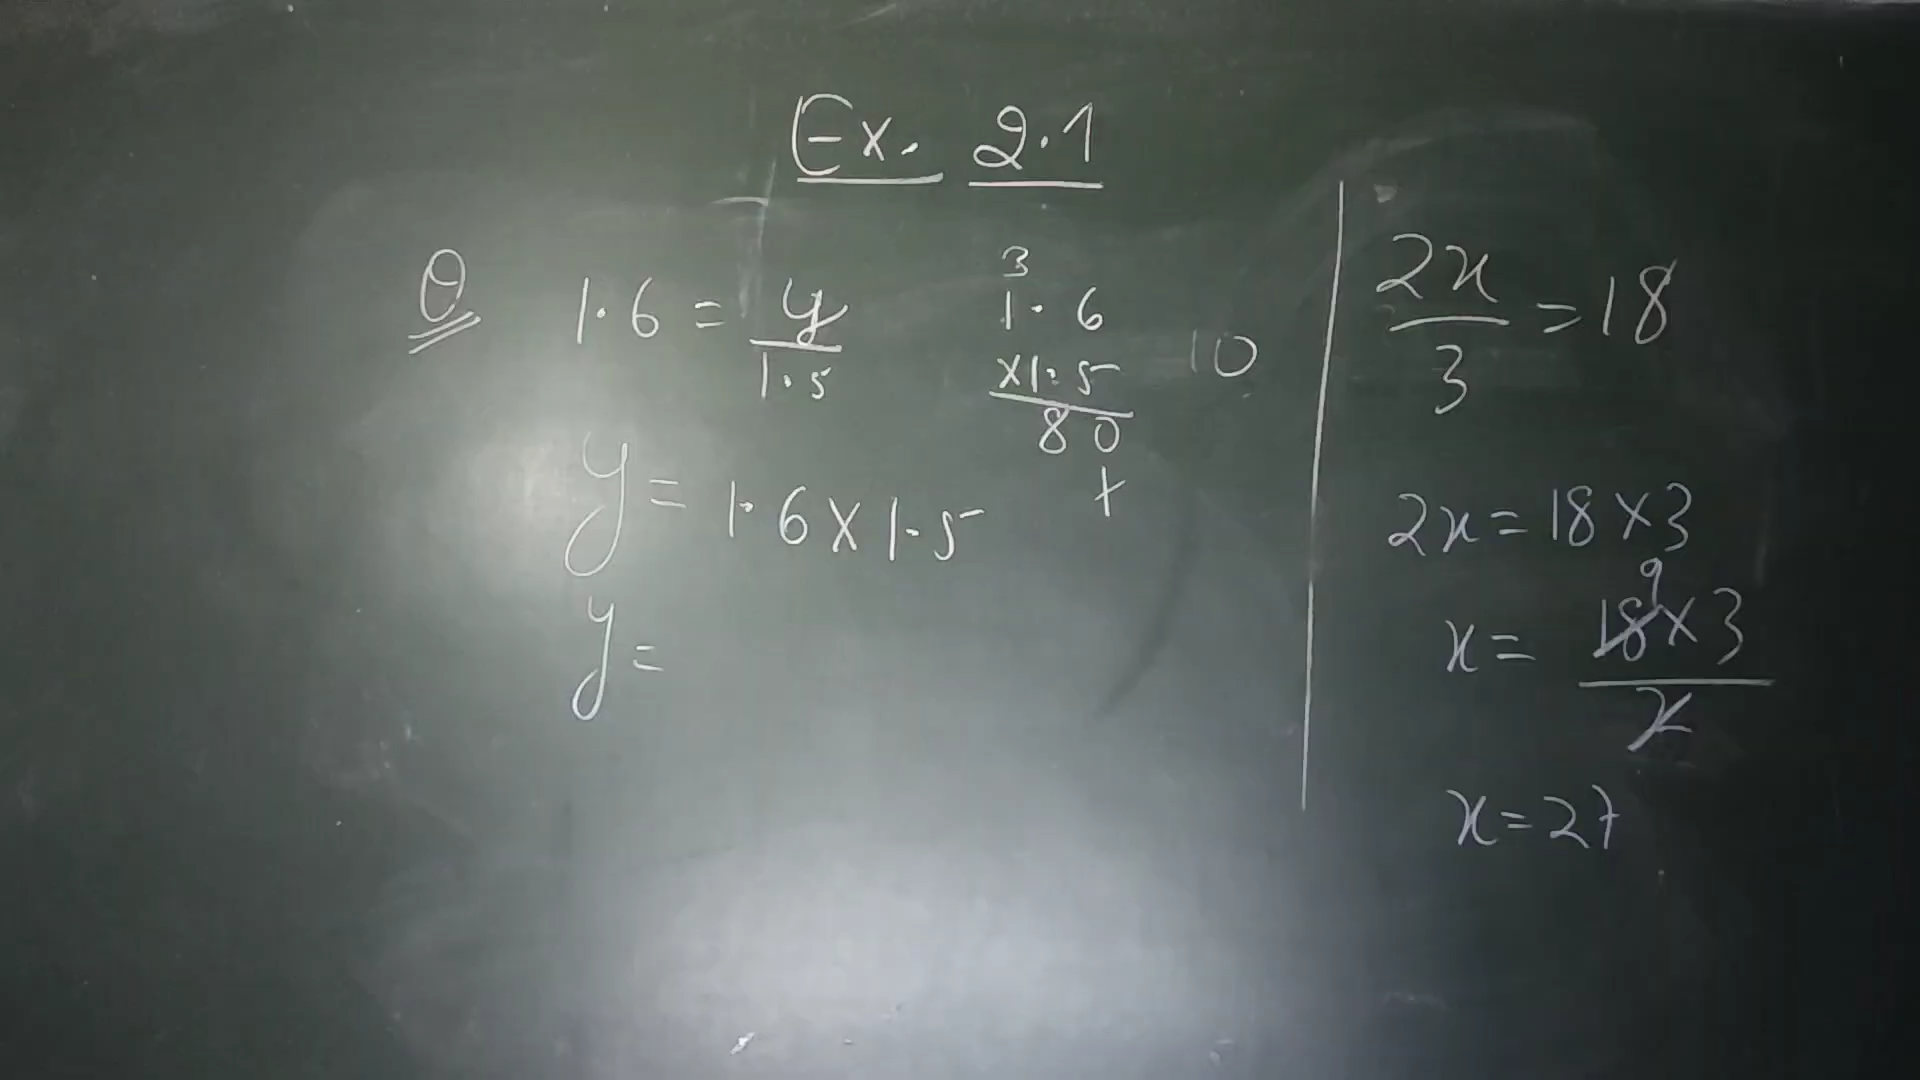 Ex. 2.1
Q 1.6 = y/1.5
y = 1.6 × 1.5
y =
3
1.6
×1.5
80
×
10
2x/3 = 18
2x = 18 × 3
9
x = 18 × 3 / 2
x = 27